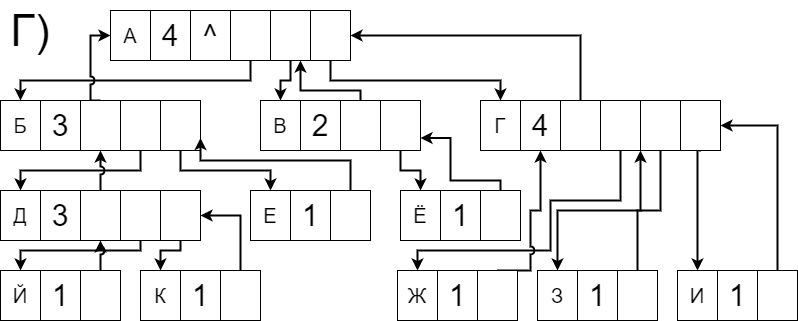 Г)
А 4 ^
Б 3
В 2
Г 4
Д 3
Е 1
Ё 1
Й 1
К 1
Ж 1
З 1
И 1